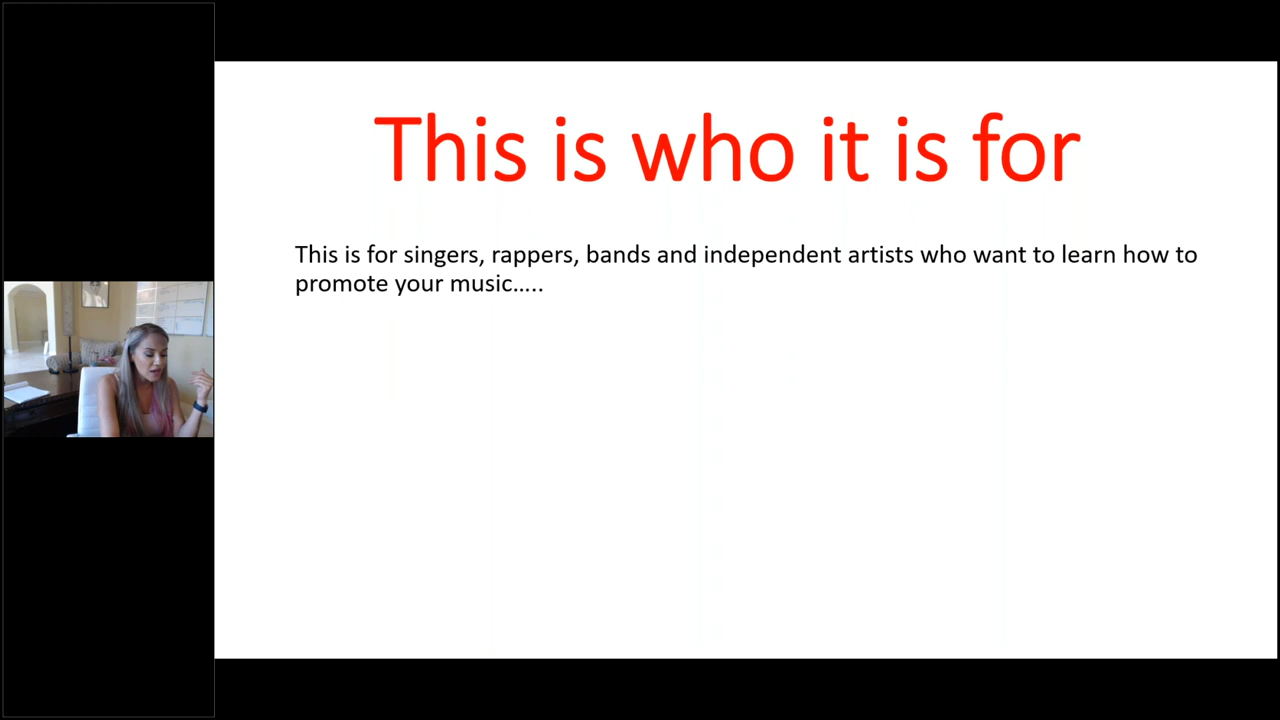 This is who it is for
This is for singers, rappers, bands and independent artists who want to learn how to
promote your music.....